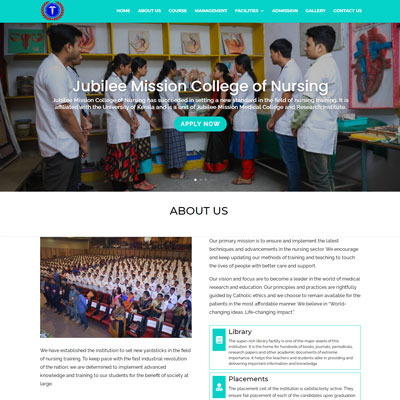 HOME ABOUT US COURSE MANAGEMENT FACILITIES ADMISSION GALLERY CONTACT US
Jubilee Mission College of Nursing
Jubilee Mission College of Nursing has succeeded in setting a new standard in the field of nursing training. It is
affiliated with the University of Kerala and is a unit of Jubilee Mission Medical College and Research Institute.
APPLY NOW
ABOUT US
We have established the institution to set new yardsticks in the field
of nursing training. To keep pace with the fast industrial revolution
of the nation, we are determined to implement advanced
knowledge and training to our students for the benefit of society at
large.
Our primary mission is to ensure and implement the latest
techniques and advancements in the nursing sector. We encourage
and keep updating our methods of training and teaching to touch
the lives of people with better care and support.
Our vision and focus are to become a leader in the world of medical
research and education. Our principles and practices are rightfully
guided by Catholic ethics and we choose to remain available for the
patients in the most affordable manner. We believe in "World-
changing ideas. Life-changing impact."
Library
The super-rich library facility is one of the major assets of this
institution. It is the home for hundreds of books, journals, periodicals,
research papers and other academic documents of extreme
importance. It helps the teachers and students alike in providing and
delivering important information and knowledge.
Placements
The placement cell of the institution is satisfactorily active. They
ensure fair placement of each of the candidates upon graduation